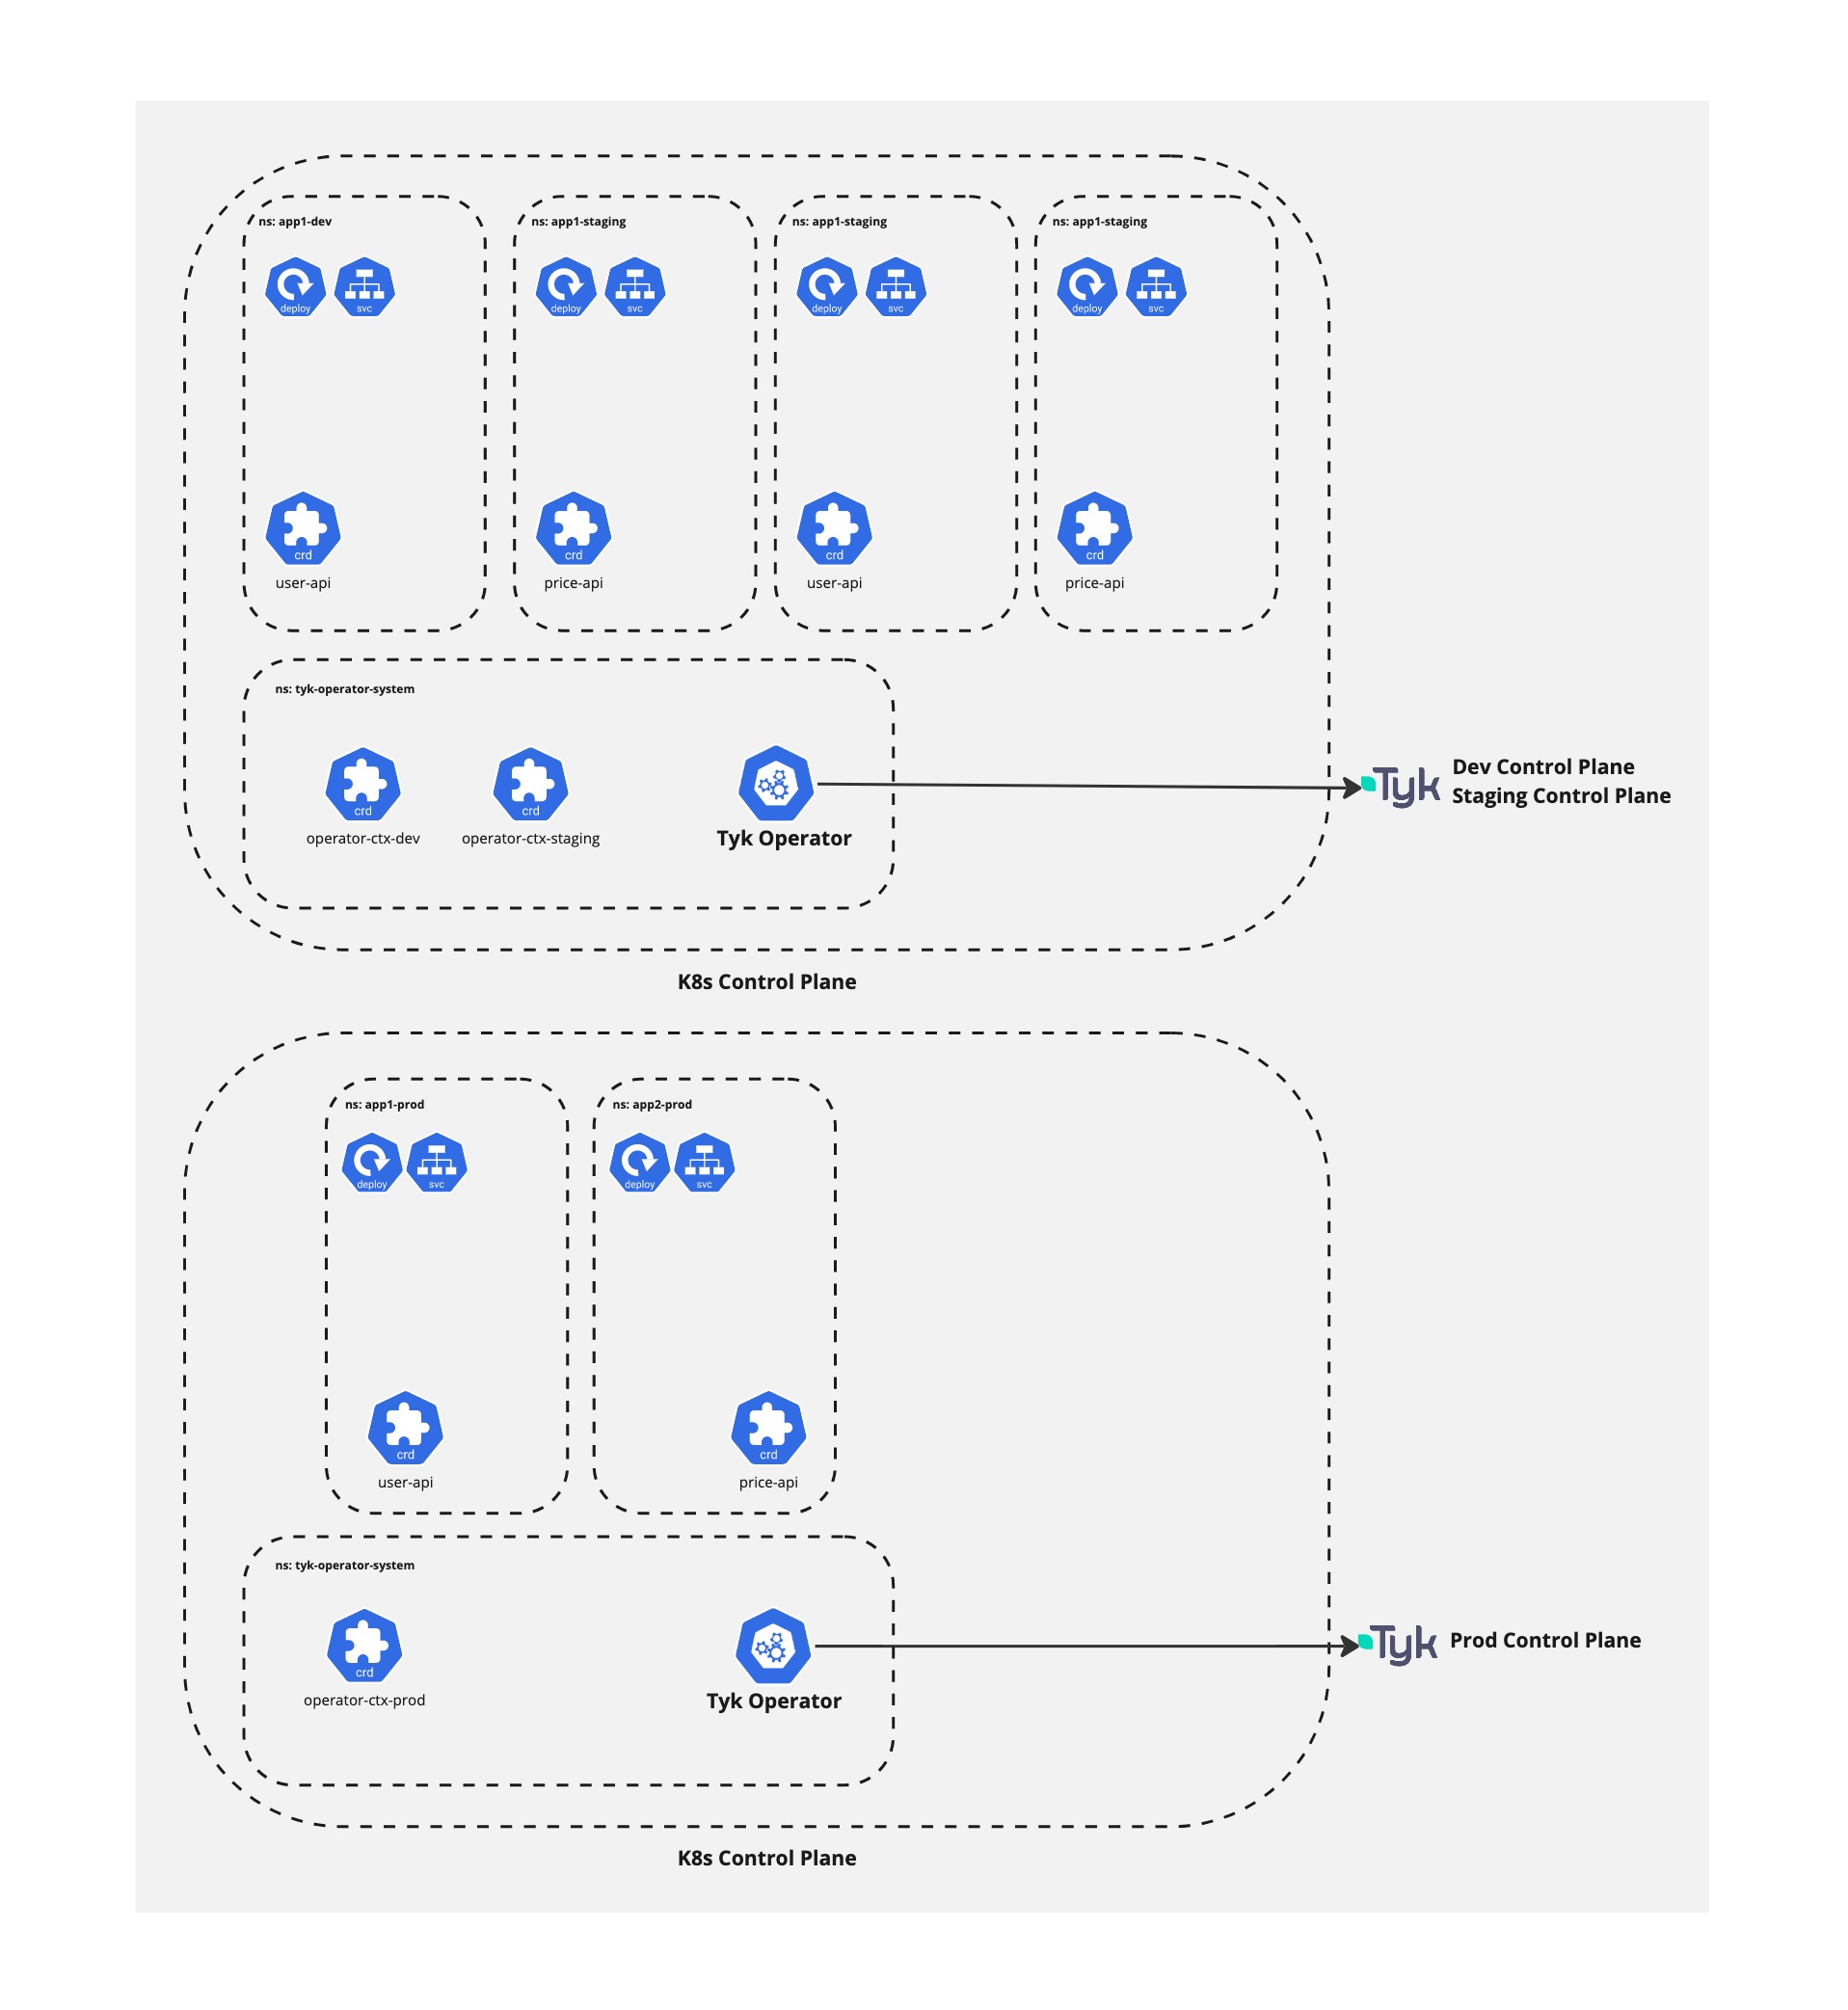 ns: app1-dev
ns: app1-staging
ns: app1-staging
ns: app1-staging
deploy
svc
deploy
svc
deploy
svc
deploy
svc
crd
user-api
crd
price-api
crd
user-api
crd
price-api
ns: tyk-operator-system
crd
operator-ctx-dev
crd
operator-ctx-staging
Tyk Operator
Tyk
Dev Control Plane
Staging Control Plane
K8s Control Plane
ns: app1-prod
ns: app2-prod
deploy
svc
deploy
svc
crd
user-api
crd
price-api
ns: tyk-operator-system
crd
operator-ctx-prod
Tyk Operator
Tyk
Prod Control Plane
K8s Control Plane